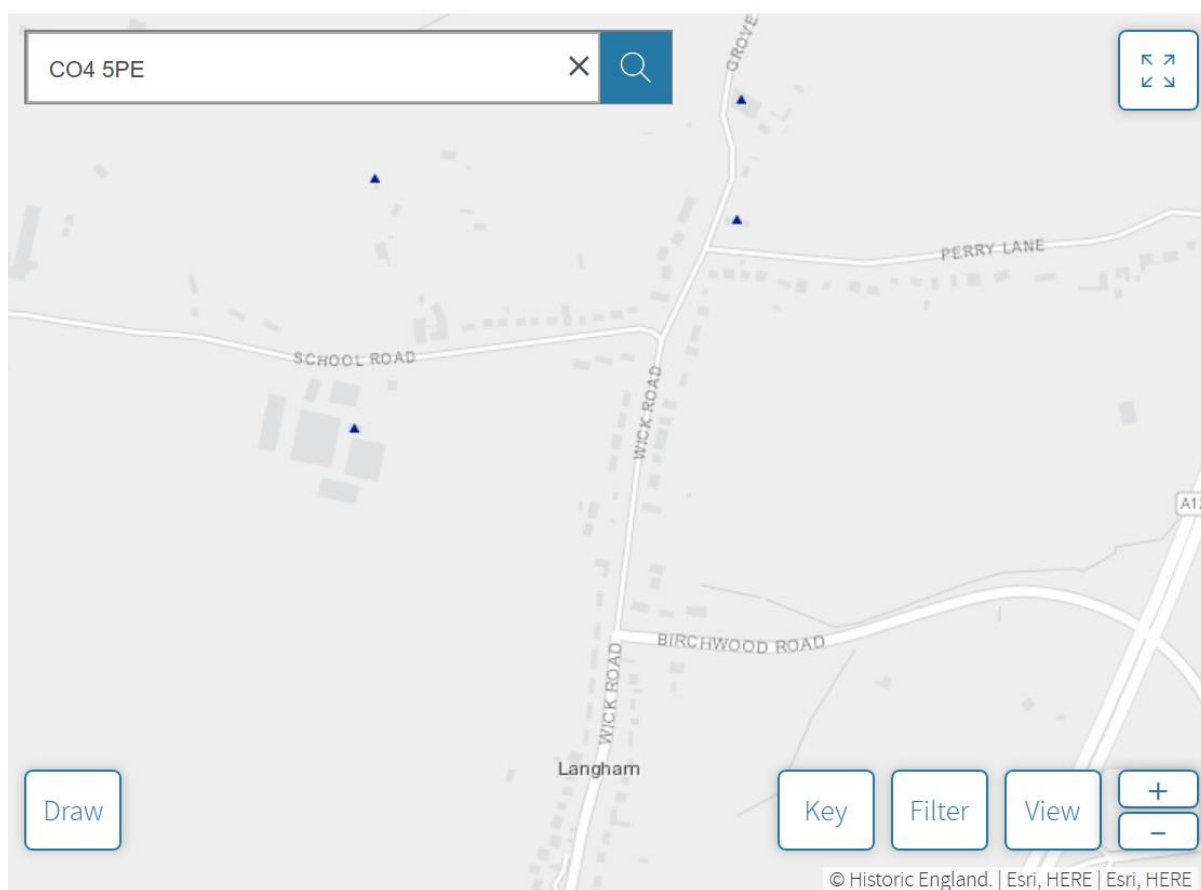 CO4 5PE
GROVE
PERRY LANE
SCHOOL ROAD
WICK ROAD
A12
BIRCHWOOD ROAD
WICK ROAD
Langham
Draw
Key
Filter
View
+
−
© Historic England. | Esri, HERE | Esri, HERE